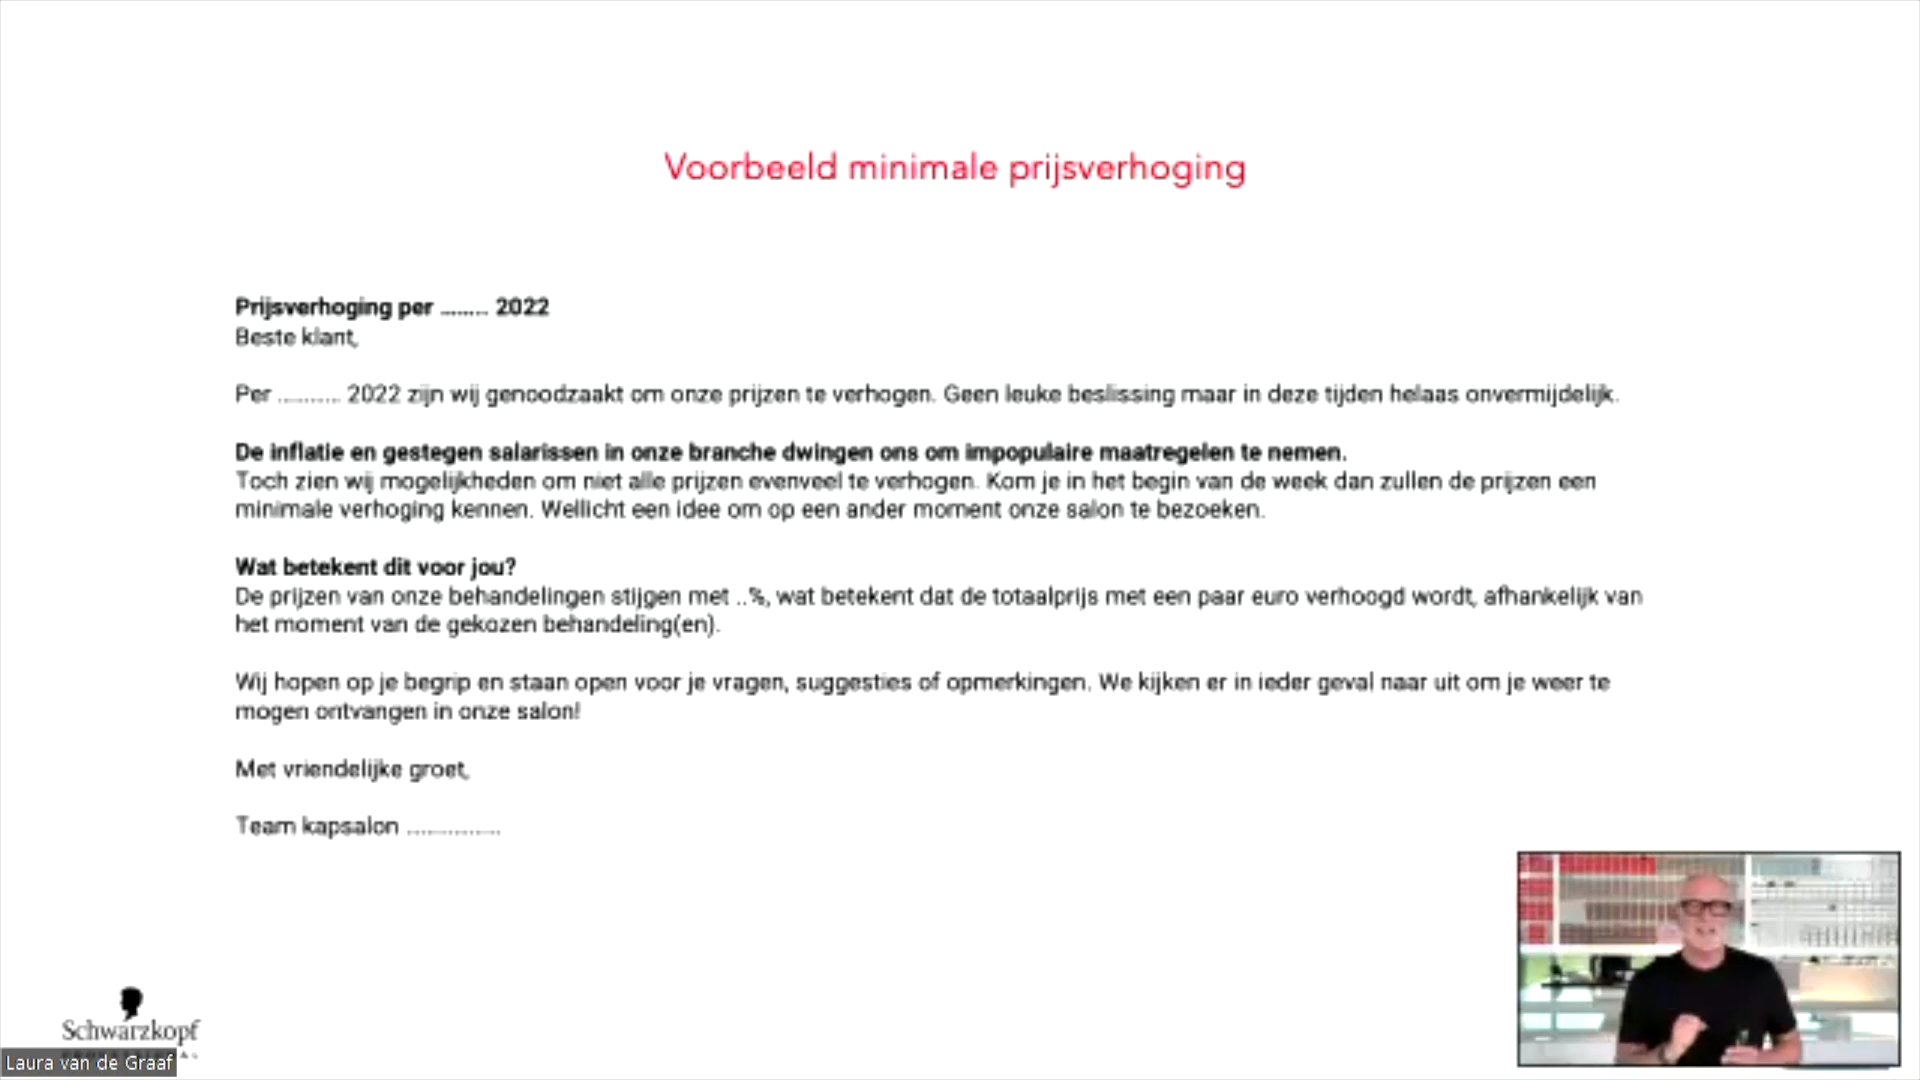 Voorbeeld minimale prijsverhoging
Prijsverhoging per ........ 2022
Beste klant,
Per .......... 2022 zijn wij genoodzaakt om onze prijzen te verhogen. Geen leuke beslissing maar in deze tijden helaas onvermijdelijk.
De inflatie en gestegen salarissen in onze branche dwingen ons om impopulaire maatregelen te nemen.
Toch zien wij mogelijkheden om niet alle prijzen evenveel te verhogen. Kom je in het begin van de week dan zullen de prijzen een
minimale verhoging kennen. Wellicht een idee om op een ander moment onze salon te bezoeken.
Wat betekent dit voor jou?
De prijzen van onze behandelingen stijgen met ..%, wat betekent dat de totaalprijs met een paar euro verhoogd wordt, afhankelijk van
het moment van de gekozen behandeling(en).
Wij hopen op je begrip en staan open voor je vragen, suggesties of opmerkingen. We kijken er in ieder geval naar uit om je weer te
mogen ontvangen in onze salon!
Met vriendelijke groet,
Team kapsalon ...............
Schwarzkopf
Laura van de Graaf